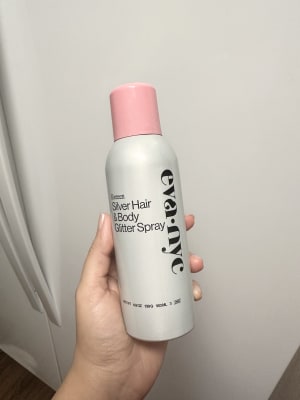 Silver Hair
& Body
Glitter Spray
eva·nyc